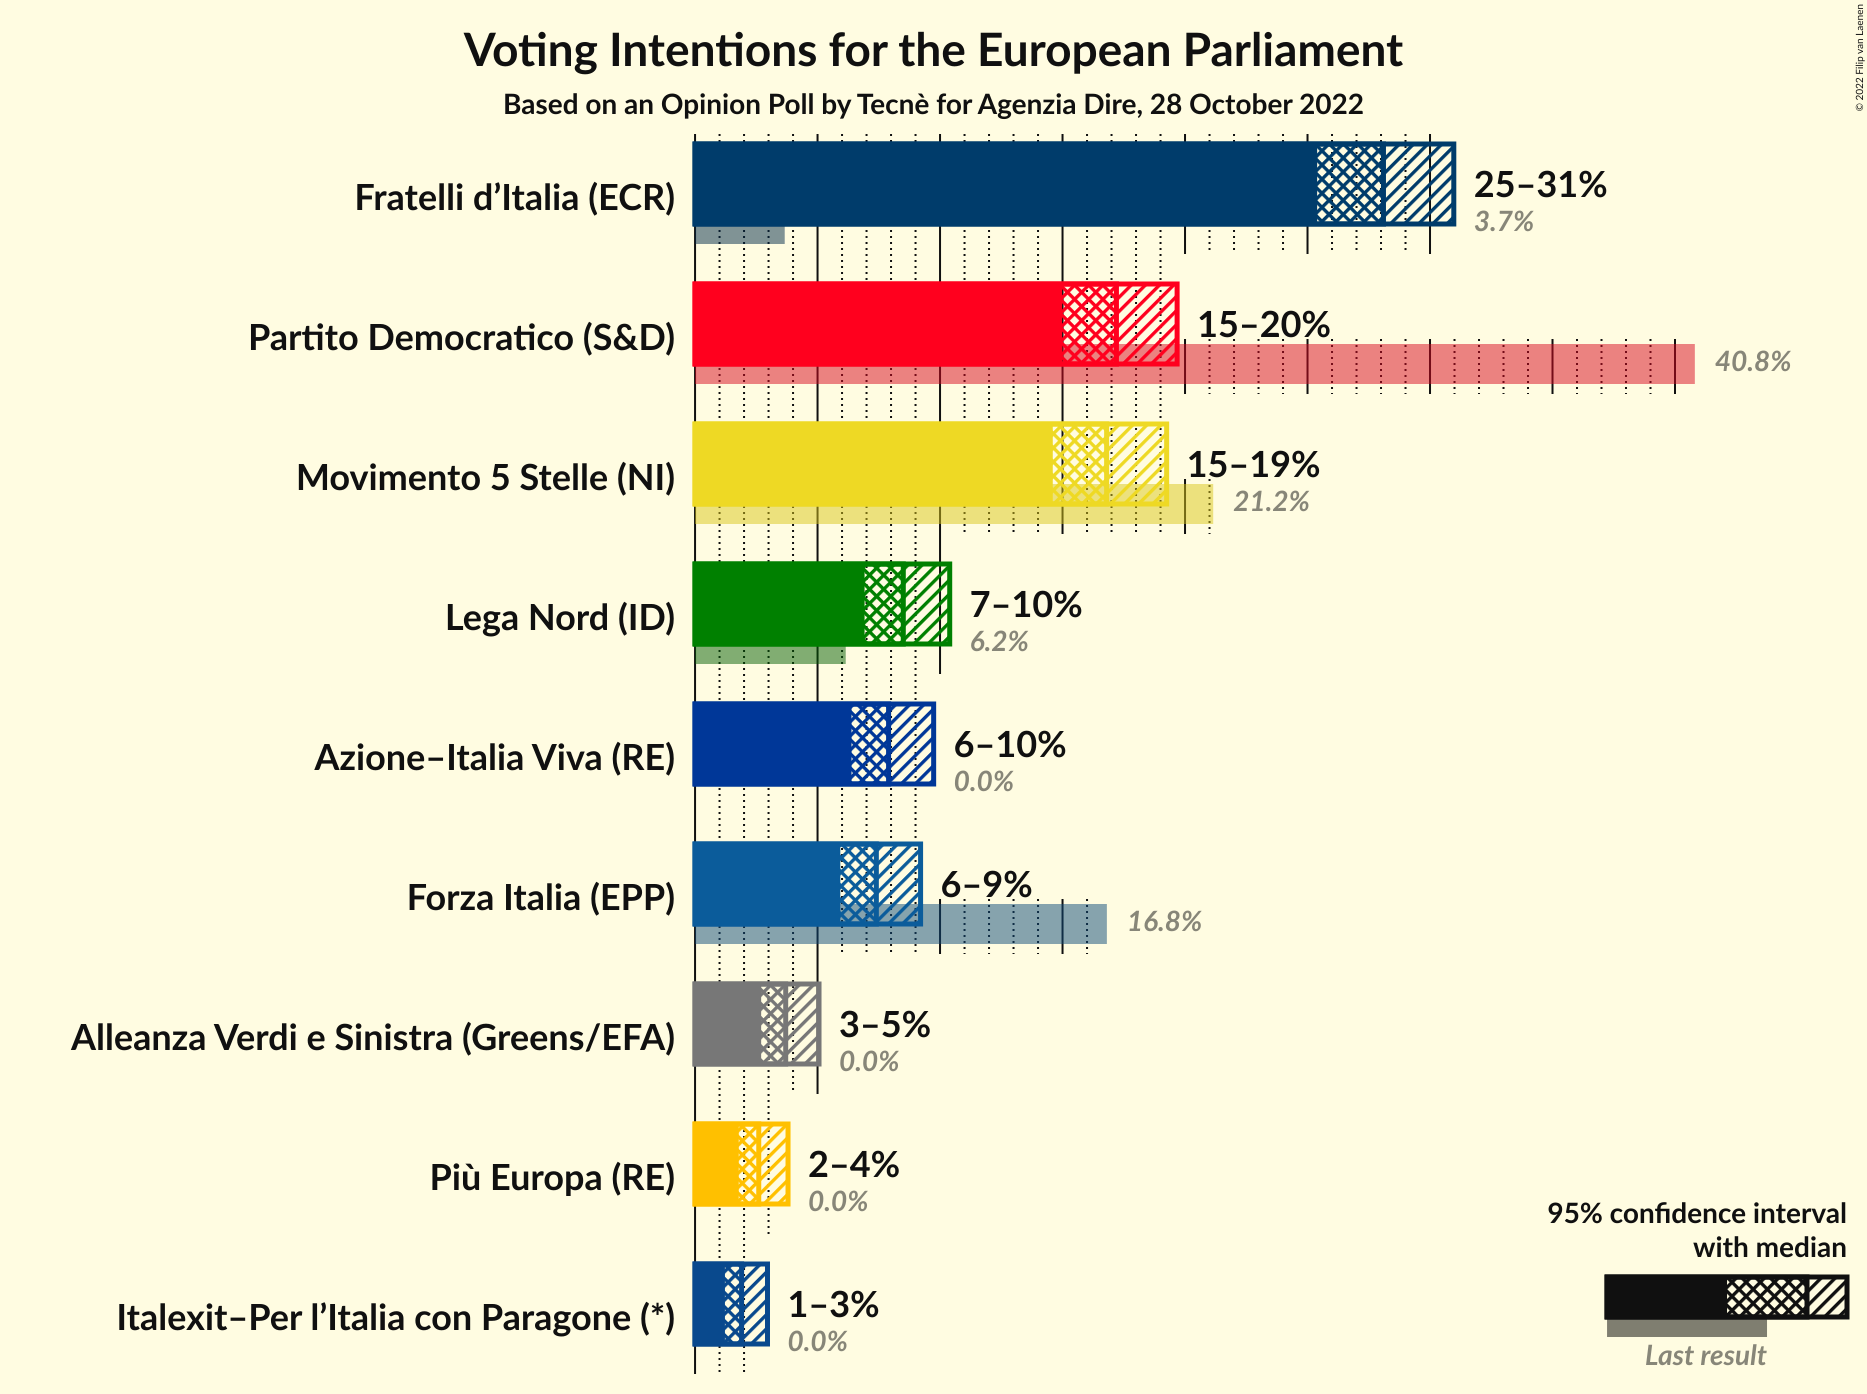 Voting Intentions for the European Parliament
Based on an Opinion Poll by Tecnè for Agenzia Dire, 28 October 2022
© 2022 Filip van Laenen
Fratelli d’Italia (ECR)
25–31%
3.7%
Partito Democratico (S&D)
15–20%
40.8%
Movimento 5 Stelle (NI)
15–19%
21.2%
Lega Nord (ID)
7–10%
6.2%
Azione–Italia Viva (RE)
6–10%
0.0%
Forza Italia (EPP)
6–9%
16.8%
Alleanza Verdi e Sinistra (Greens/EFA)
3–5%
0.0%
Più Europa (RE)
2–4%
0.0%
Italexit–Per l’Italia con Paragone (*)
1–3%
0.0%
95% confidence interval
with median
Last result